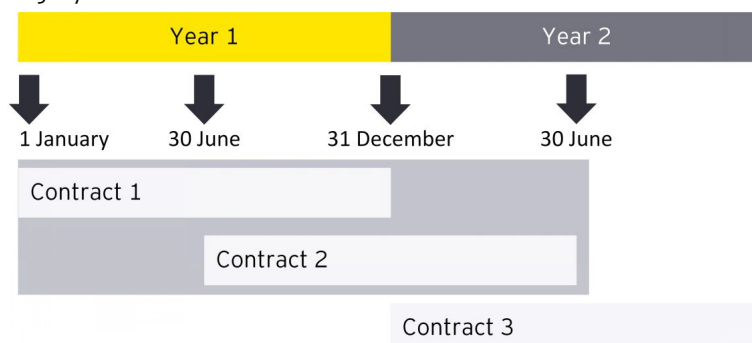 Year 1 Year 2
1 January 30 June 31 December 30 June
Contract 1
Contract 2
Contract 3